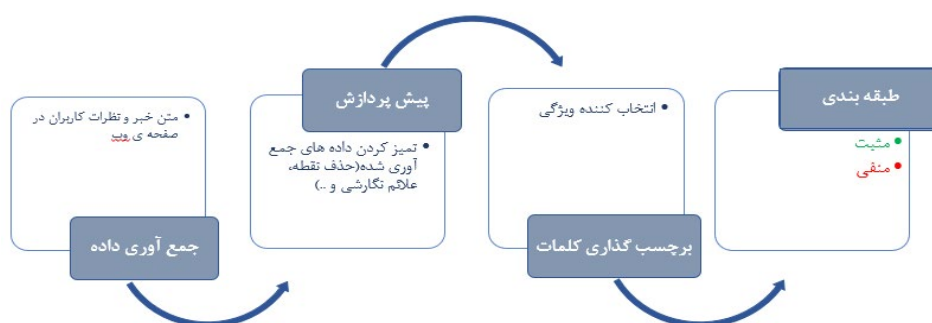 متن خبر و نظرات کاربران در
صفحه ی وب
جمع آوری داده
پیش پردازش
تمیز کردن داده های جمع
آوری شده(حذف نقطه،
علائم نگارشی و ..)
انتخاب کننده ویژگی
برچسب گذاری کلمات
طبقه بندی
مثبت
منفی